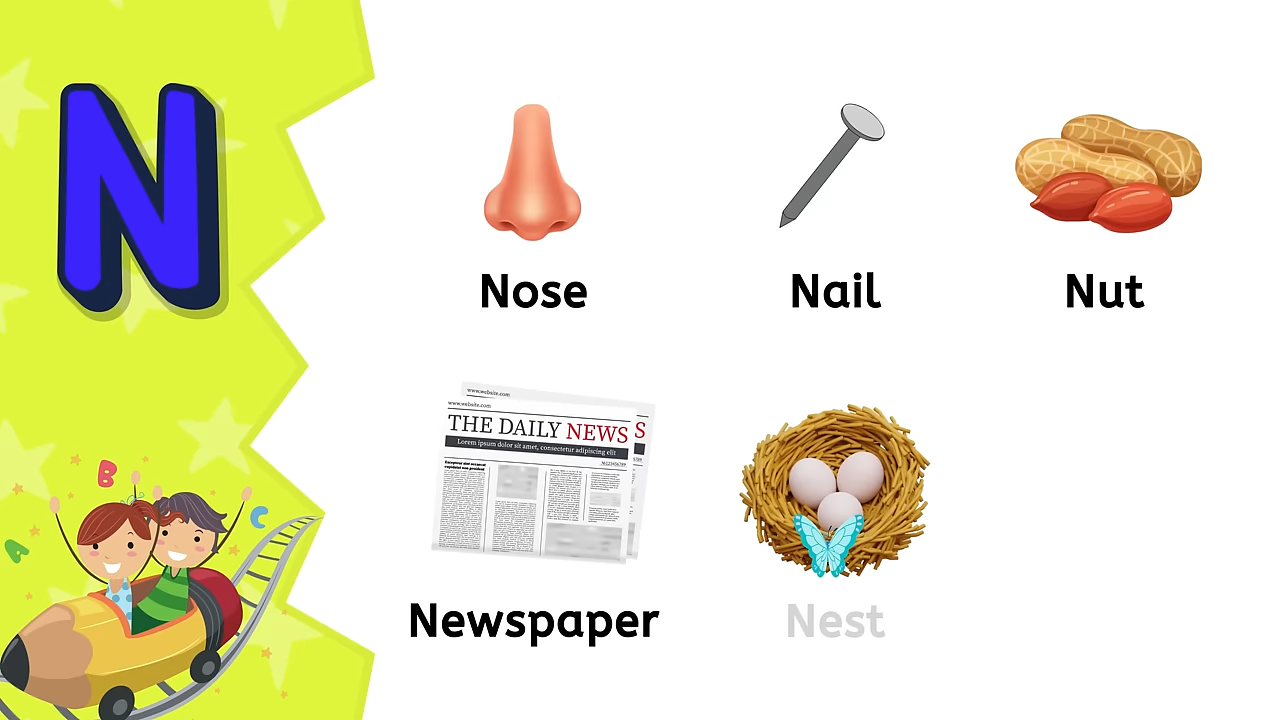 N
Nose
Nail
Nut
www.website.com
www.website.com
THE DAILY NEWS
S
Lorem ipsum dolor sit amet, consectetur adipiscing elit
Newspaper
Nest
B
C
A